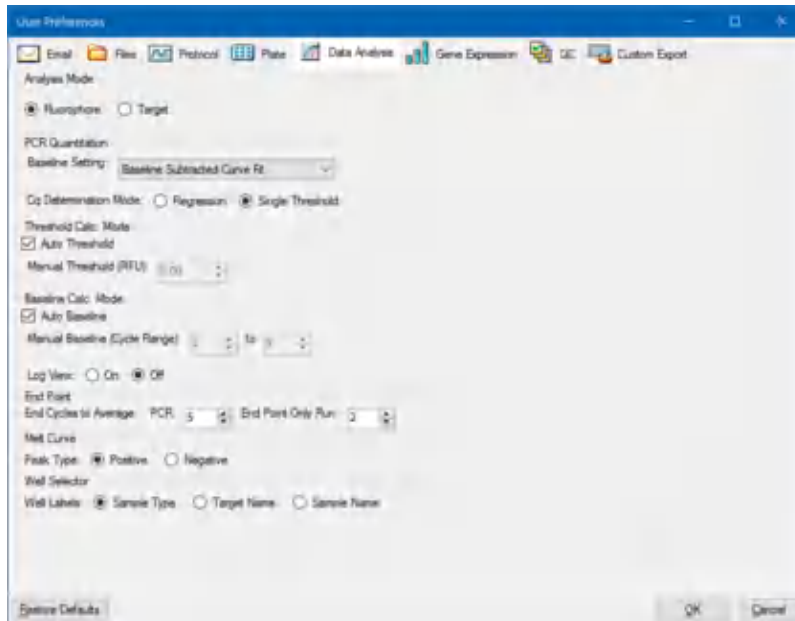 User Preferences
Email Files Protocol Plate Data Analysis Gene Expression QC Custom Export
Analysis Mode
Fluorophore Target
PCR Quantitation
Baseline Setting: Baseline Subtracted Curve Fit
Cq Determination Mode: Regression Single Threshold
Threshold Calc. Mode
Auto Threshold
Manual Threshold (RFU): 0.00
Baseline Calc. Mode
Auto Baseline
Manual Baseline (Cycle Range) to 9
Log View: On Off
End Point
End Cycles to Average: PCR: 5 End Point Only Run: 2
Melt Curve
Peak Type: Positive Negative
Well Selector
Well Labels: Sample Type Target Name Sample Name
Restore Defaults OK Cancel